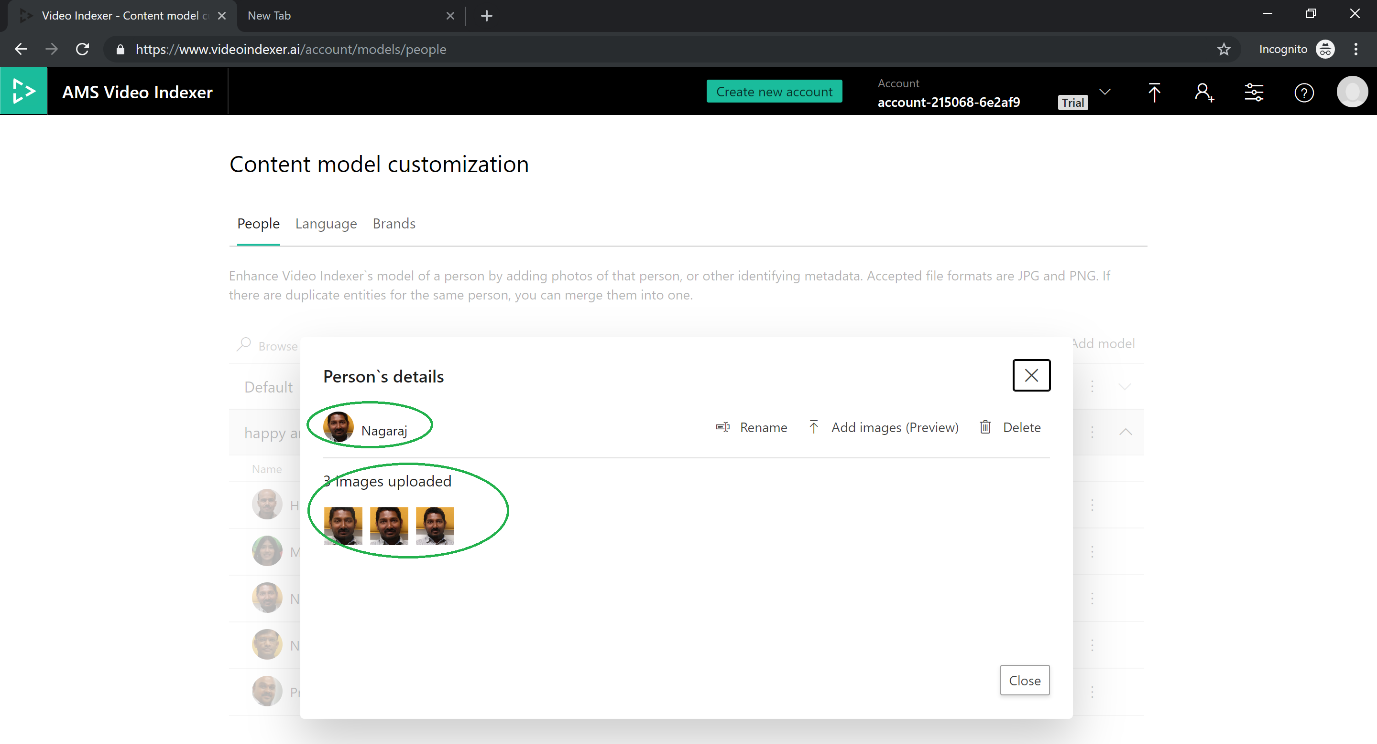 Video Indexer - Content model c
New Tab
https://www.videoindexer.ai/account/models/people
Incognito
AMS Video Indexer
Create new account
Account
account-215068-6e2af9
Trial
Content model customization
People Language Brands
Enhance Video Indexer`s model of a person by adding photos of that person, or other identifying metadata. Accepted file formats are JPG and PNG. If
there are duplicate entities for the same person, you can merge them into one.
Browse
Add model
Default
happy a
Name
H
M
N
N
P
Person`s details
Nagaraj
Rename
Add images (Preview)
Delete
3 images uploaded
Close